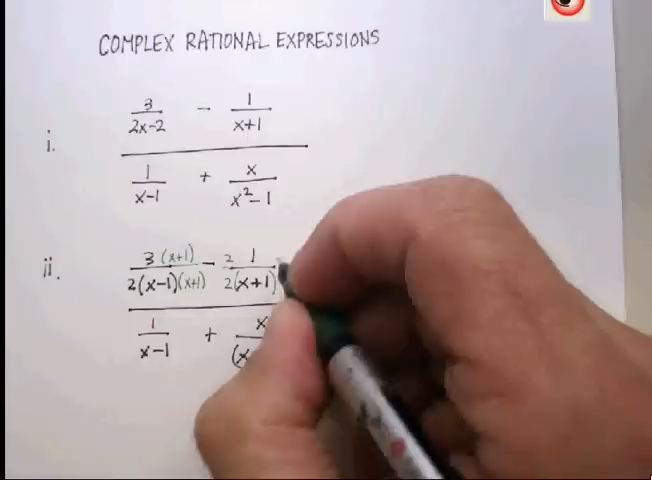 COMPLEX RATIONAL EXPRESSIONS
i.
3 − 1
2x−2 x+1
1 + x
x−1 x²−1
ii.
3 (x+1) − 2 1
2(x−1)(x+1) 2(x+1)
1 + x
x−1 (x